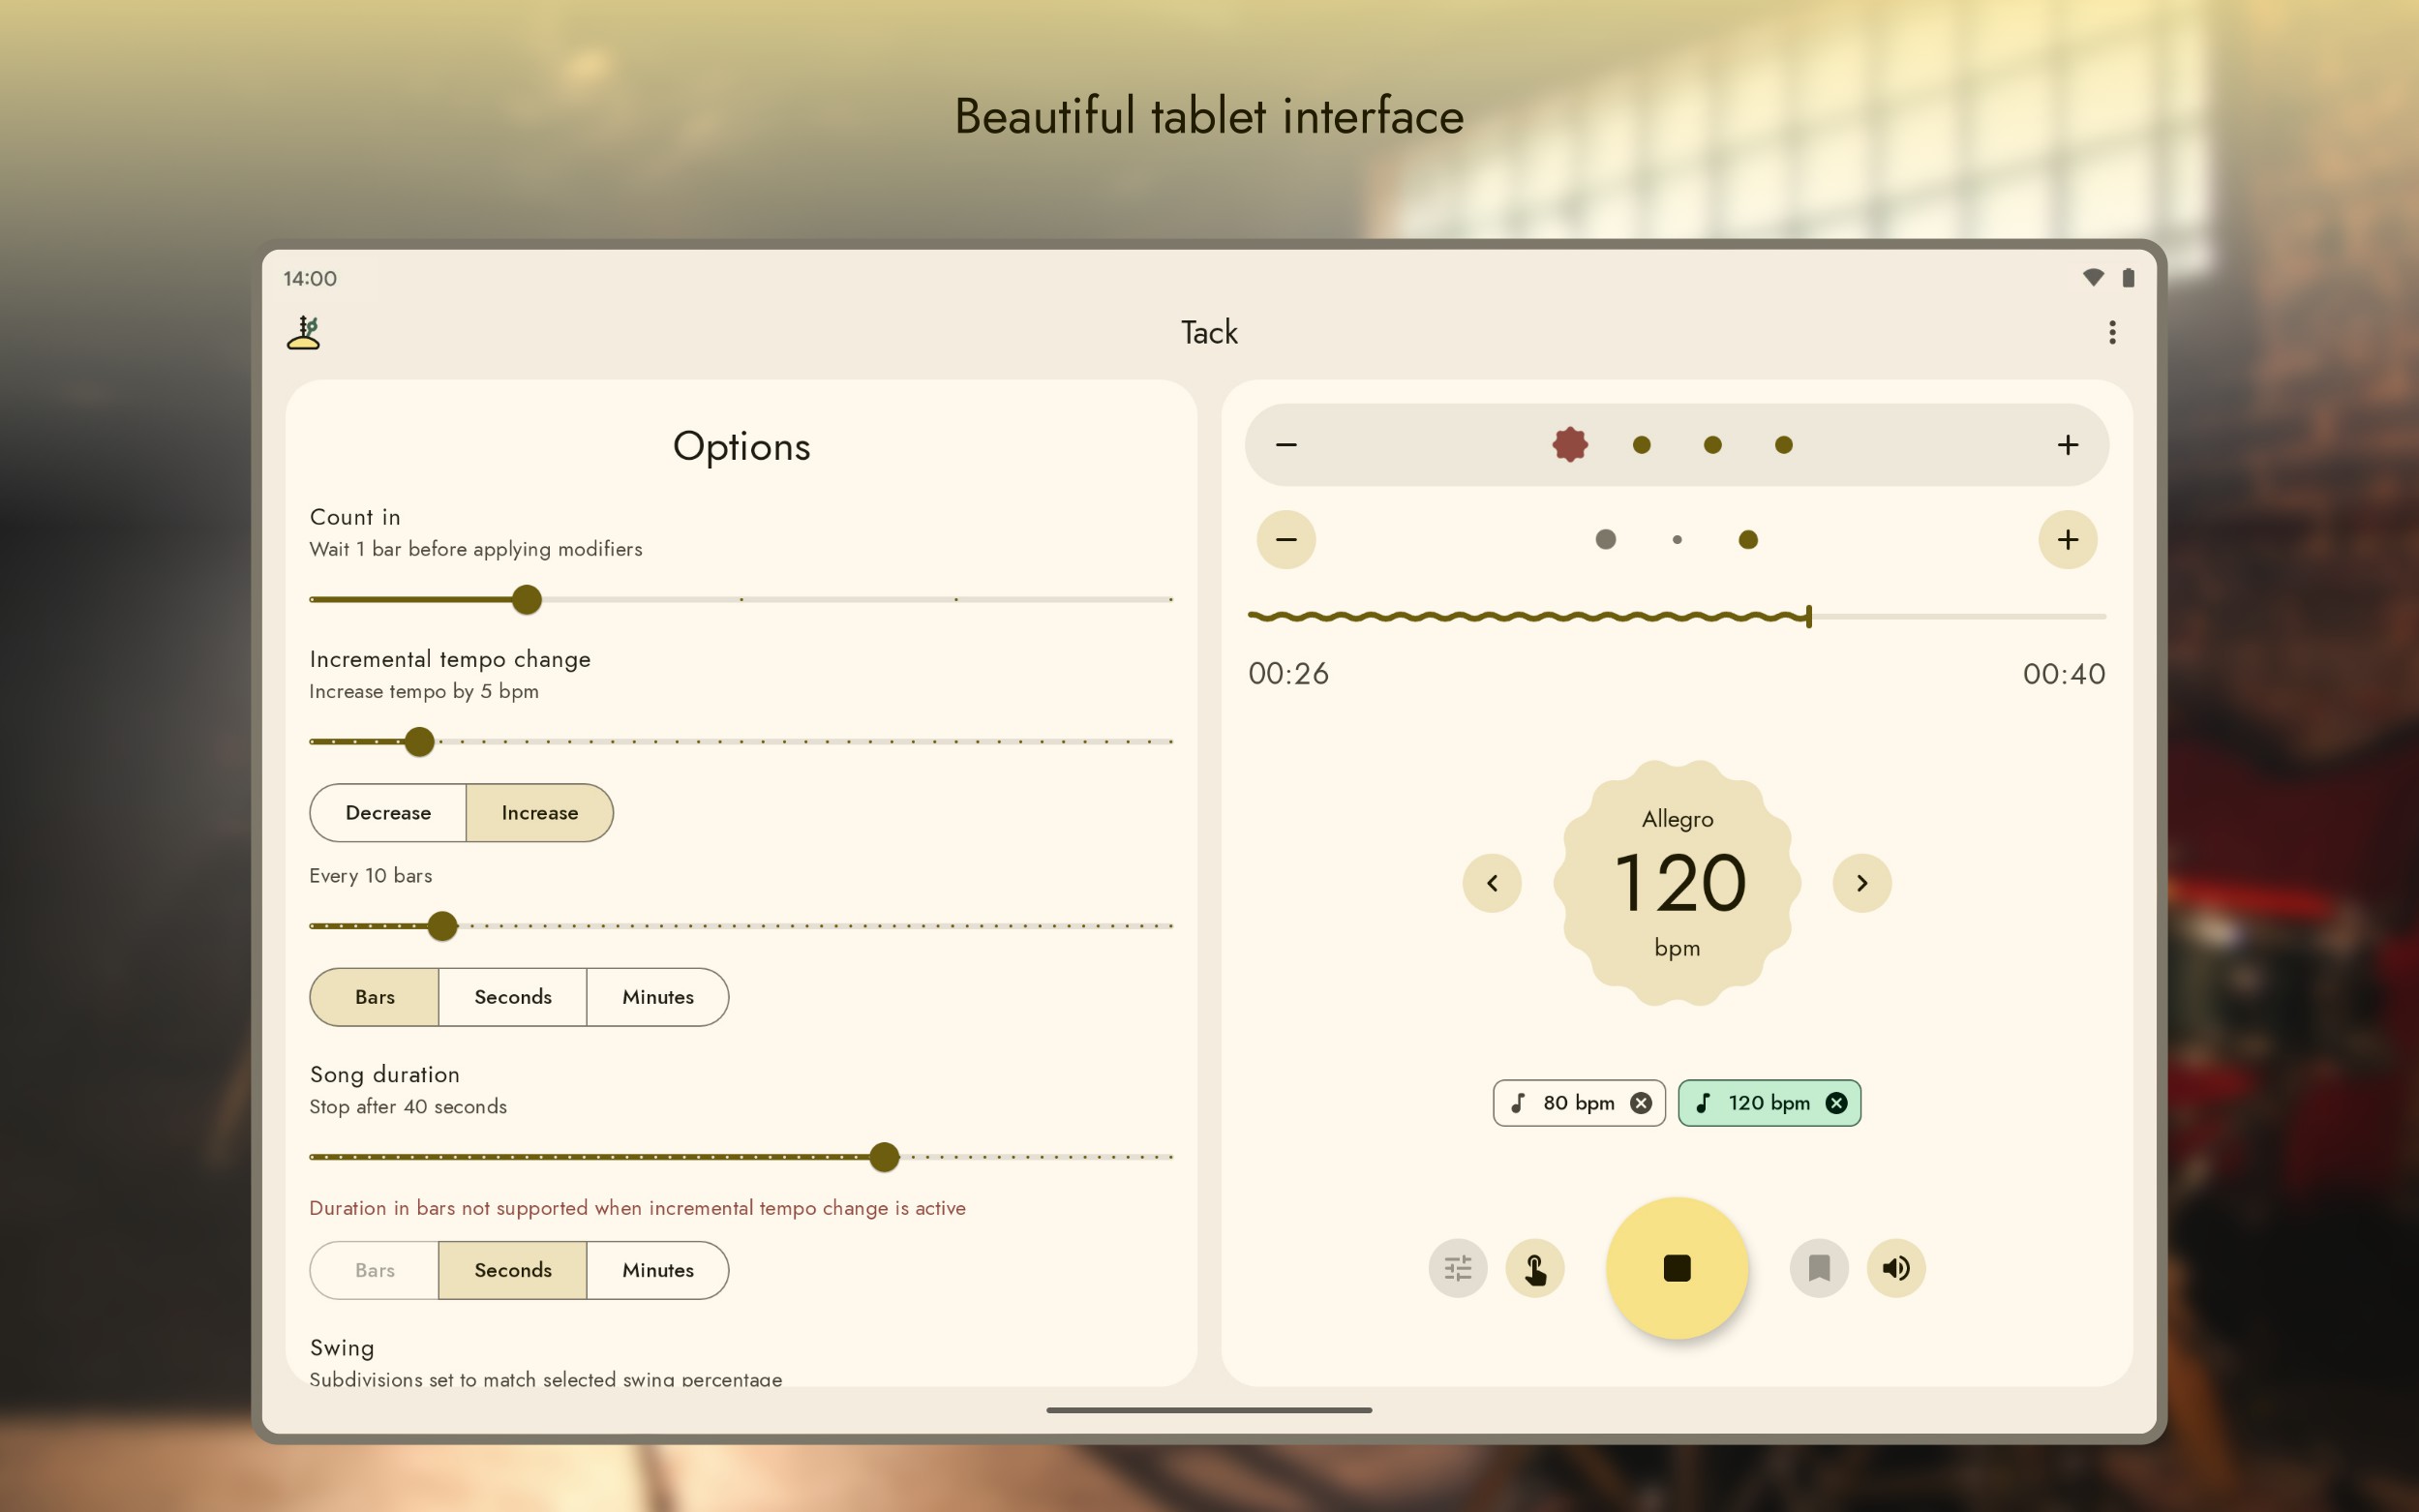 Beautiful tablet interface
14:00
Tack
Options
Count in
Wait 1 bar before applying modifiers
Incremental tempo change
Increase tempo by 5 bpm
Decrease
Increase
Every 10 bars
Bars
Seconds
Minutes
Song duration
Stop after 40 seconds
Duration in bars not supported when incremental tempo change is active
Bars
Seconds
Minutes
Swing
Subdivisions set to match selected swing percentage
00:26
00:40
Allegro
120
bpm
80 bpm
120 bpm